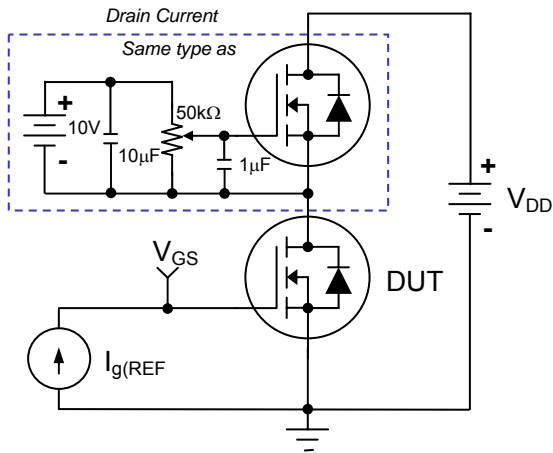 Drain Current
Same type as
+
10V
-
10μF
50kΩ
1μF
+
V_DD
-
V_GS
DUT
I_g(REF